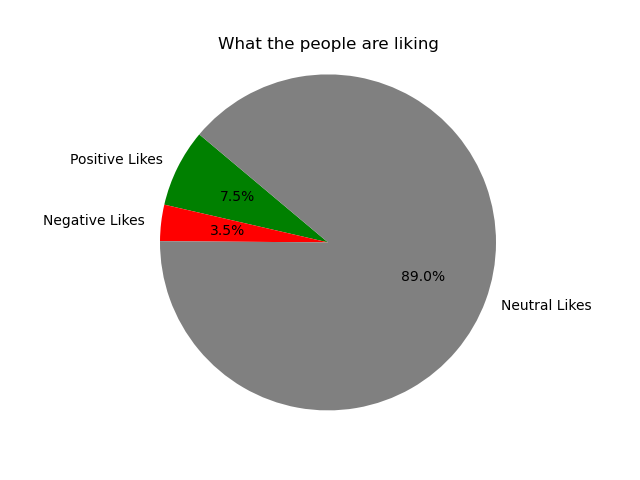 What the people are liking
Positive Likes
7.5%
Negative Likes
3.5%
89.0%
Neutral Likes